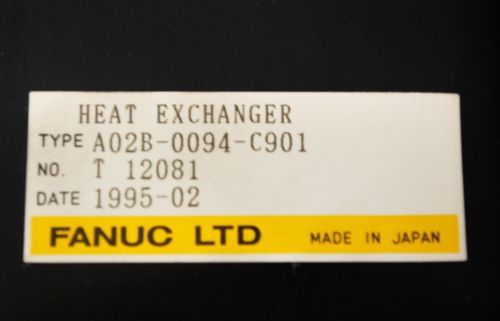 HEAT EXCHANGER
TYPE A02B-0094-C901
NO. T 12081
DATE 1995-02
FANUC LTD MADE IN JAPAN